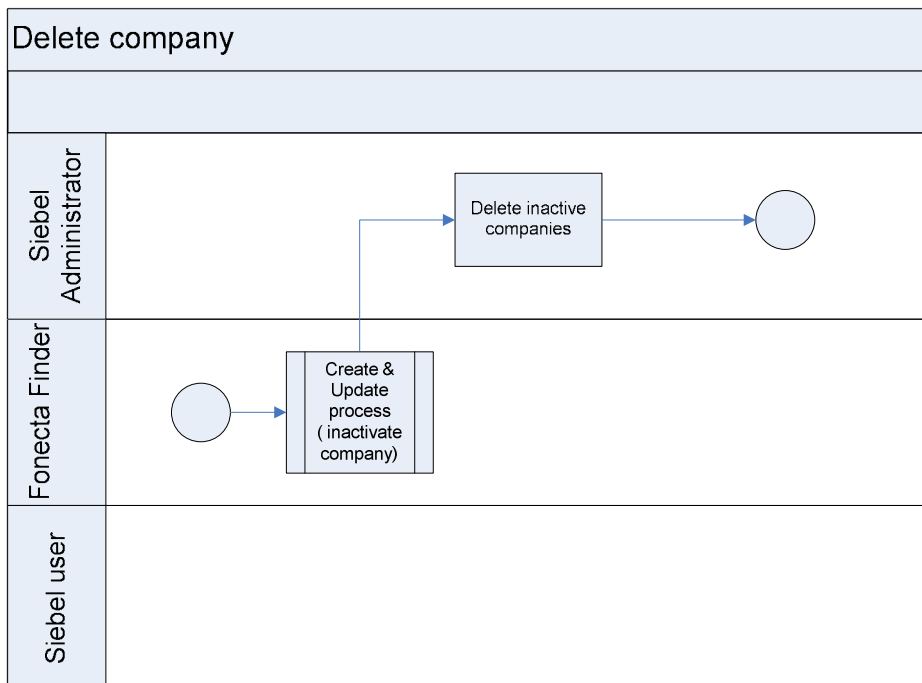 Delete company
Siebel
Administrator
Delete inactive
companies
Fonecta Finder
Create &
Update
process
( inactivate
company)
Siebel user